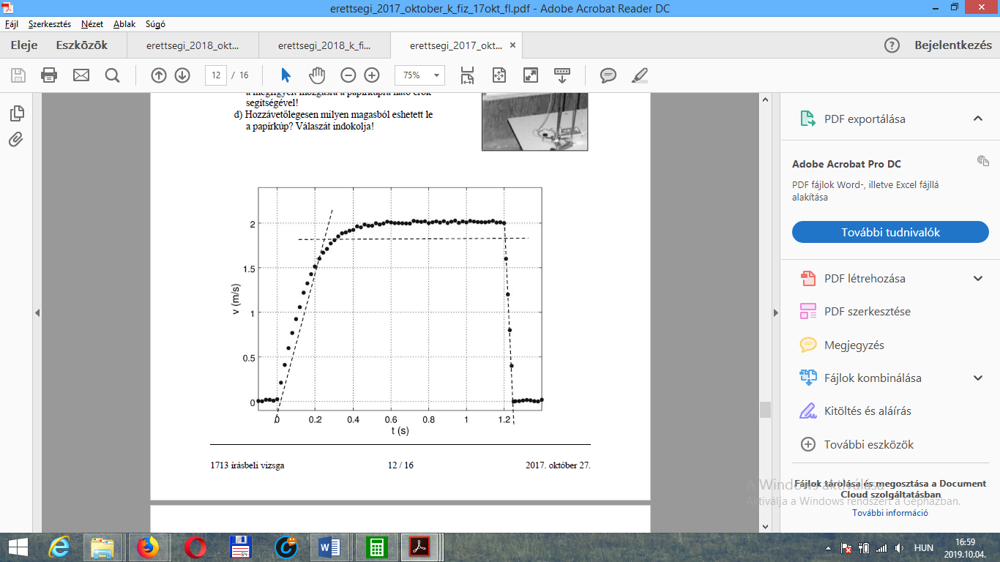 erettsegi_2017_oktober_k_fiz_17okt_fl.pdf - Adobe Acrobat Reader DC
Fájl Szerkesztés Nézet Ablak Súgó
Eleje Eszközök erettsegi_2018_okt... erettsegi_2018_k_fi... erettsegi_2017_okt... ×
Bejelentkezés
12 / 16 75%
a megfigyelt mozgásra a papírkúpra ható erők
segítségével!
d) Hozzávetőlegesen milyen magasból eshetett le
a papírkúp? Válaszát indokolja!
v (m/s)
2
1.5
1
0.5
0
0 0.2 0.4 0.6 0.8 1 1.2
t (s)
1713 írásbeli vizsga 12 / 16 2017. október 27.
PDF exportálása
Adobe Acrobat Pro DC
PDF fájlok Word-, illetve Excel fájllá
alakítása
További tudnivalók
PDF létrehozása
PDF szerkesztése
Megjegyzés
Fájlok kombinálása
Kitöltés és aláírás
További eszközök
Fájlok tárolása és megosztása a Document
Cloud szolgáltatásban
További információ
A Windows aktiválása
Aktiválja a Windows rendszert a Gépházban.
HUN
16:59
2019.10.04.